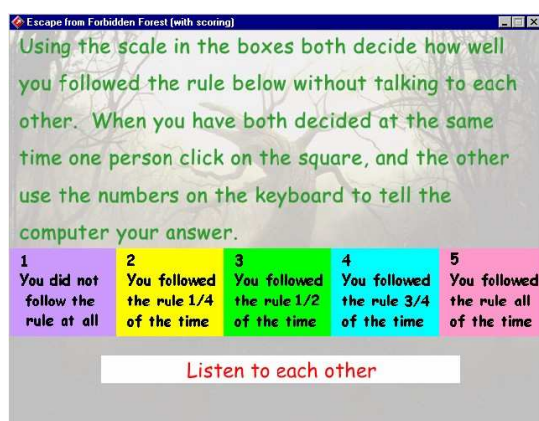 Escape from Forbidden Forest (with scoring)
Using the scale in the boxes both decide how well
you followed the rule below without talking to each
other. When you have both decided at the same
time one person click on the square, and the other
use the numbers on the keyboard to tell the
computer your answer.
1 2 3 4 5
You did not You followed You followed You followed You followed
follow the the rule 1/4 the rule 1/2 the rule 3/4 the rule all
rule at all of the time of the time of the time of the time
Listen to each other